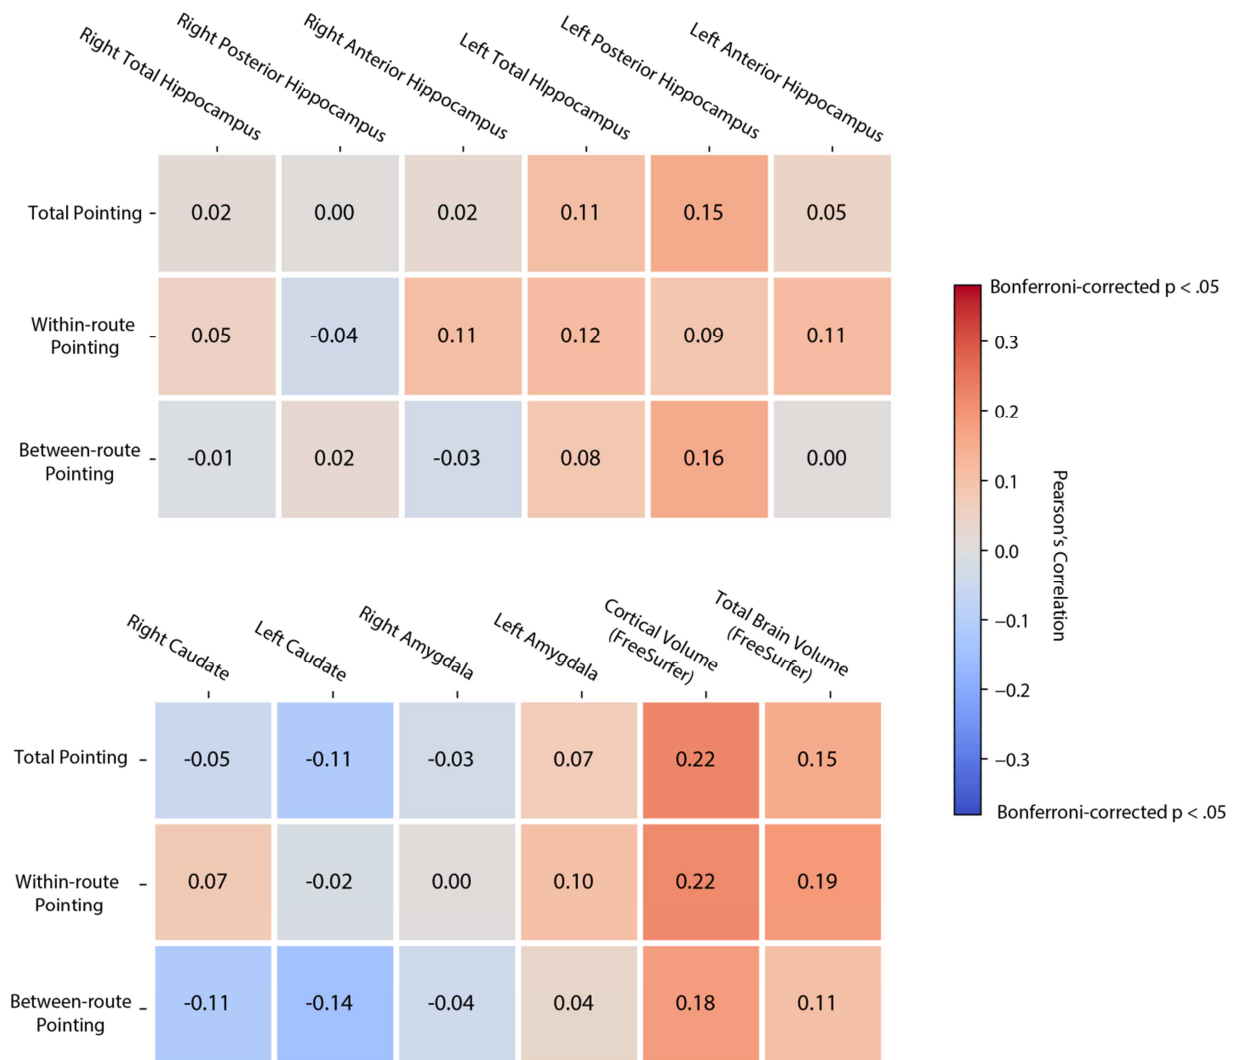 Right Total Hippocampus
Right Posterior Hippocampus
Right Anterior Hippocampus
Left Total HIppocampus
Left Posterior Hippocampus
Left Anterior Hippocampus
Total Pointing
0.02 0.00 0.02 0.11 0.15 0.05
Within-route
Pointing
0.05 -0.04 0.11 0.12 0.09 0.11
Between-route
Pointing
-0.01 0.02 -0.03 0.08 0.16 0.00
Right Caudate
Left Caudate
Right Amygdala
Left Amygdala
Cortical Volume
(FreeSurfer)
Total Brain Volume
(FreeSurfer)
Total Pointing
-0.05 -0.11 -0.03 0.07 0.22 0.15
Within-route
Pointing
0.07 -0.02 0.00 0.10 0.22 0.19
Between-route
Pointing
-0.11 -0.14 -0.04 0.04 0.18 0.11
Bonferroni-corrected p < .05
0.3
0.2
0.1
0.0
−0.1
−0.2
−0.3
Bonferroni-corrected p < .05
Pearson's Correlation